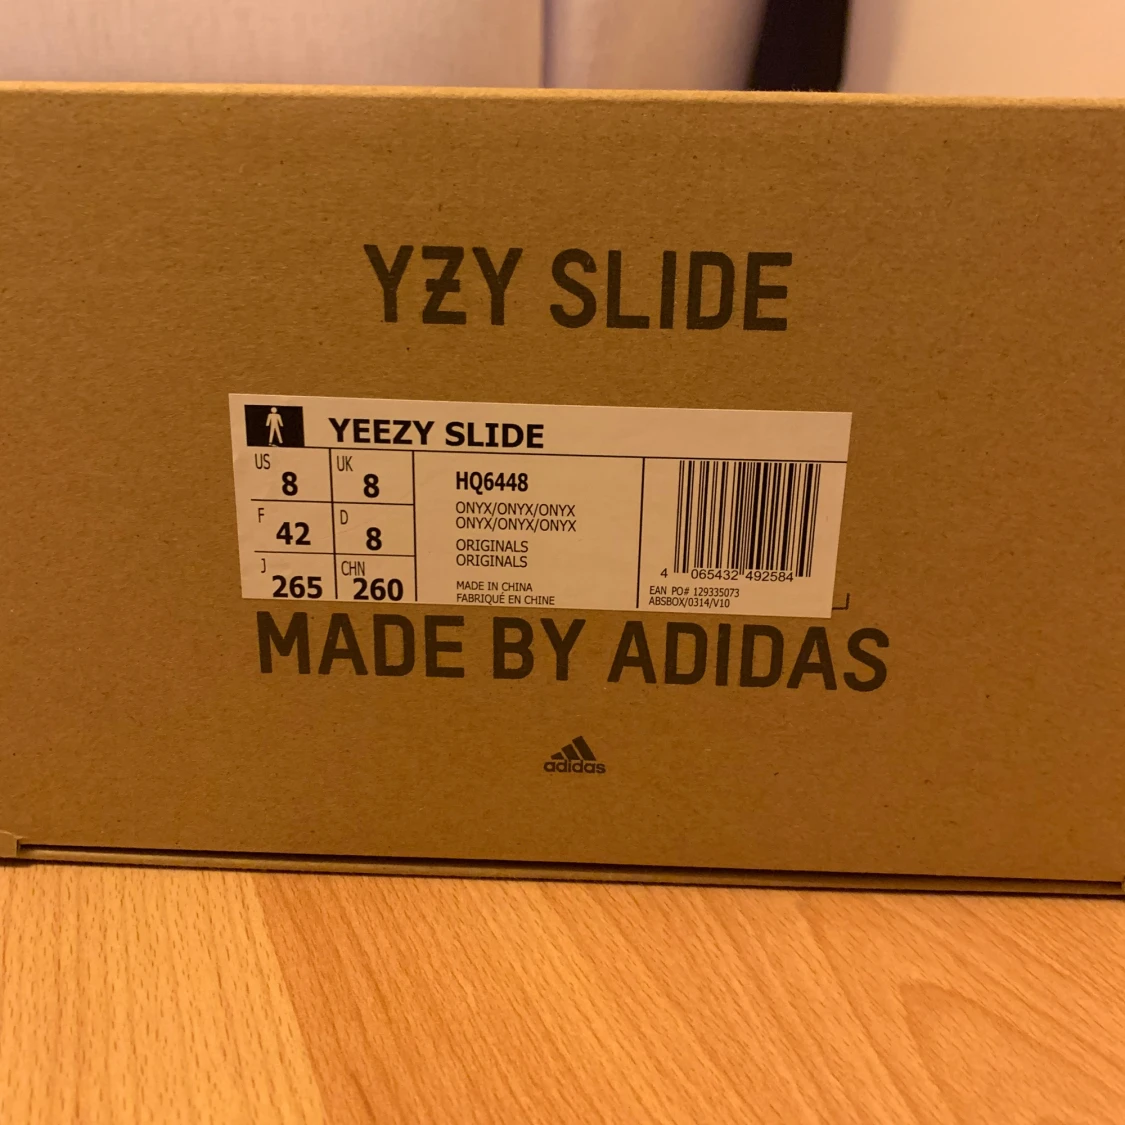 YZY SLIDE
YEEZY SLIDE
US 8 UK 8
F 42 D 8
J 265 CHN 260
HQ6448
ONYX/ONYX/ONYX
ONYX/ONYX/ONYX
ORIGINALS
ORIGINALS
MADE IN CHINA
FABRIQUÉ EN CHINE
4 065432 492584
EAN PO# 129335073
ABSBOX/0314/V10
MADE BY ADIDAS
adidas